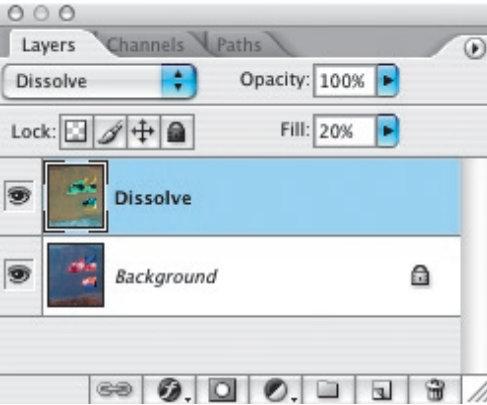 Layers Channels Paths
Dissolve Opacity: 100%
Lock: Fill: 20%
Dissolve
Background